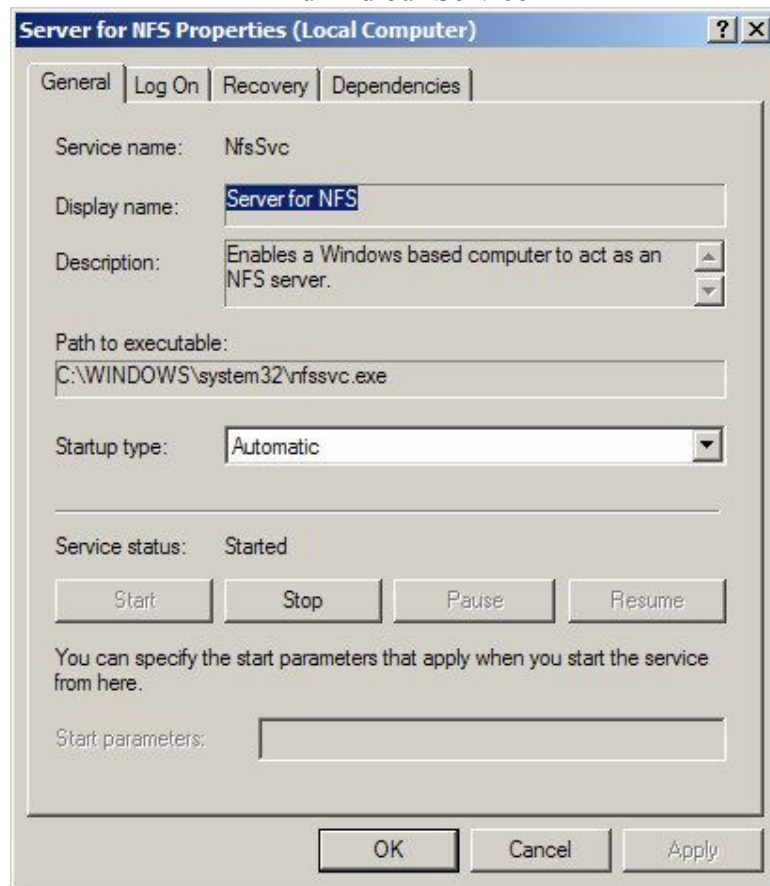 Server for NFS Properties (Local Computer)
General Log On Recovery Dependencies
Service name: NfsSvc
Display name: Server for NFS
Description: Enables a Windows based computer to act as an
NFS server.
Path to executable:
C:\WINDOWS\system32\nfssvc.exe
Startup type: Automatic
Service status: Started
Start Stop Pause Resume
You can specify the start parameters that apply when you start the service
from here.
Start parameters:
OK Cancel Apply